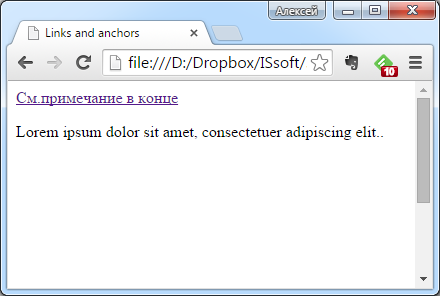 Алексей
Links and anchors
file:///D:/Dropbox/ISsoft/
10
См.примечание в конце
Lorem ipsum dolor sit amet, consectetuer adipiscing elit..